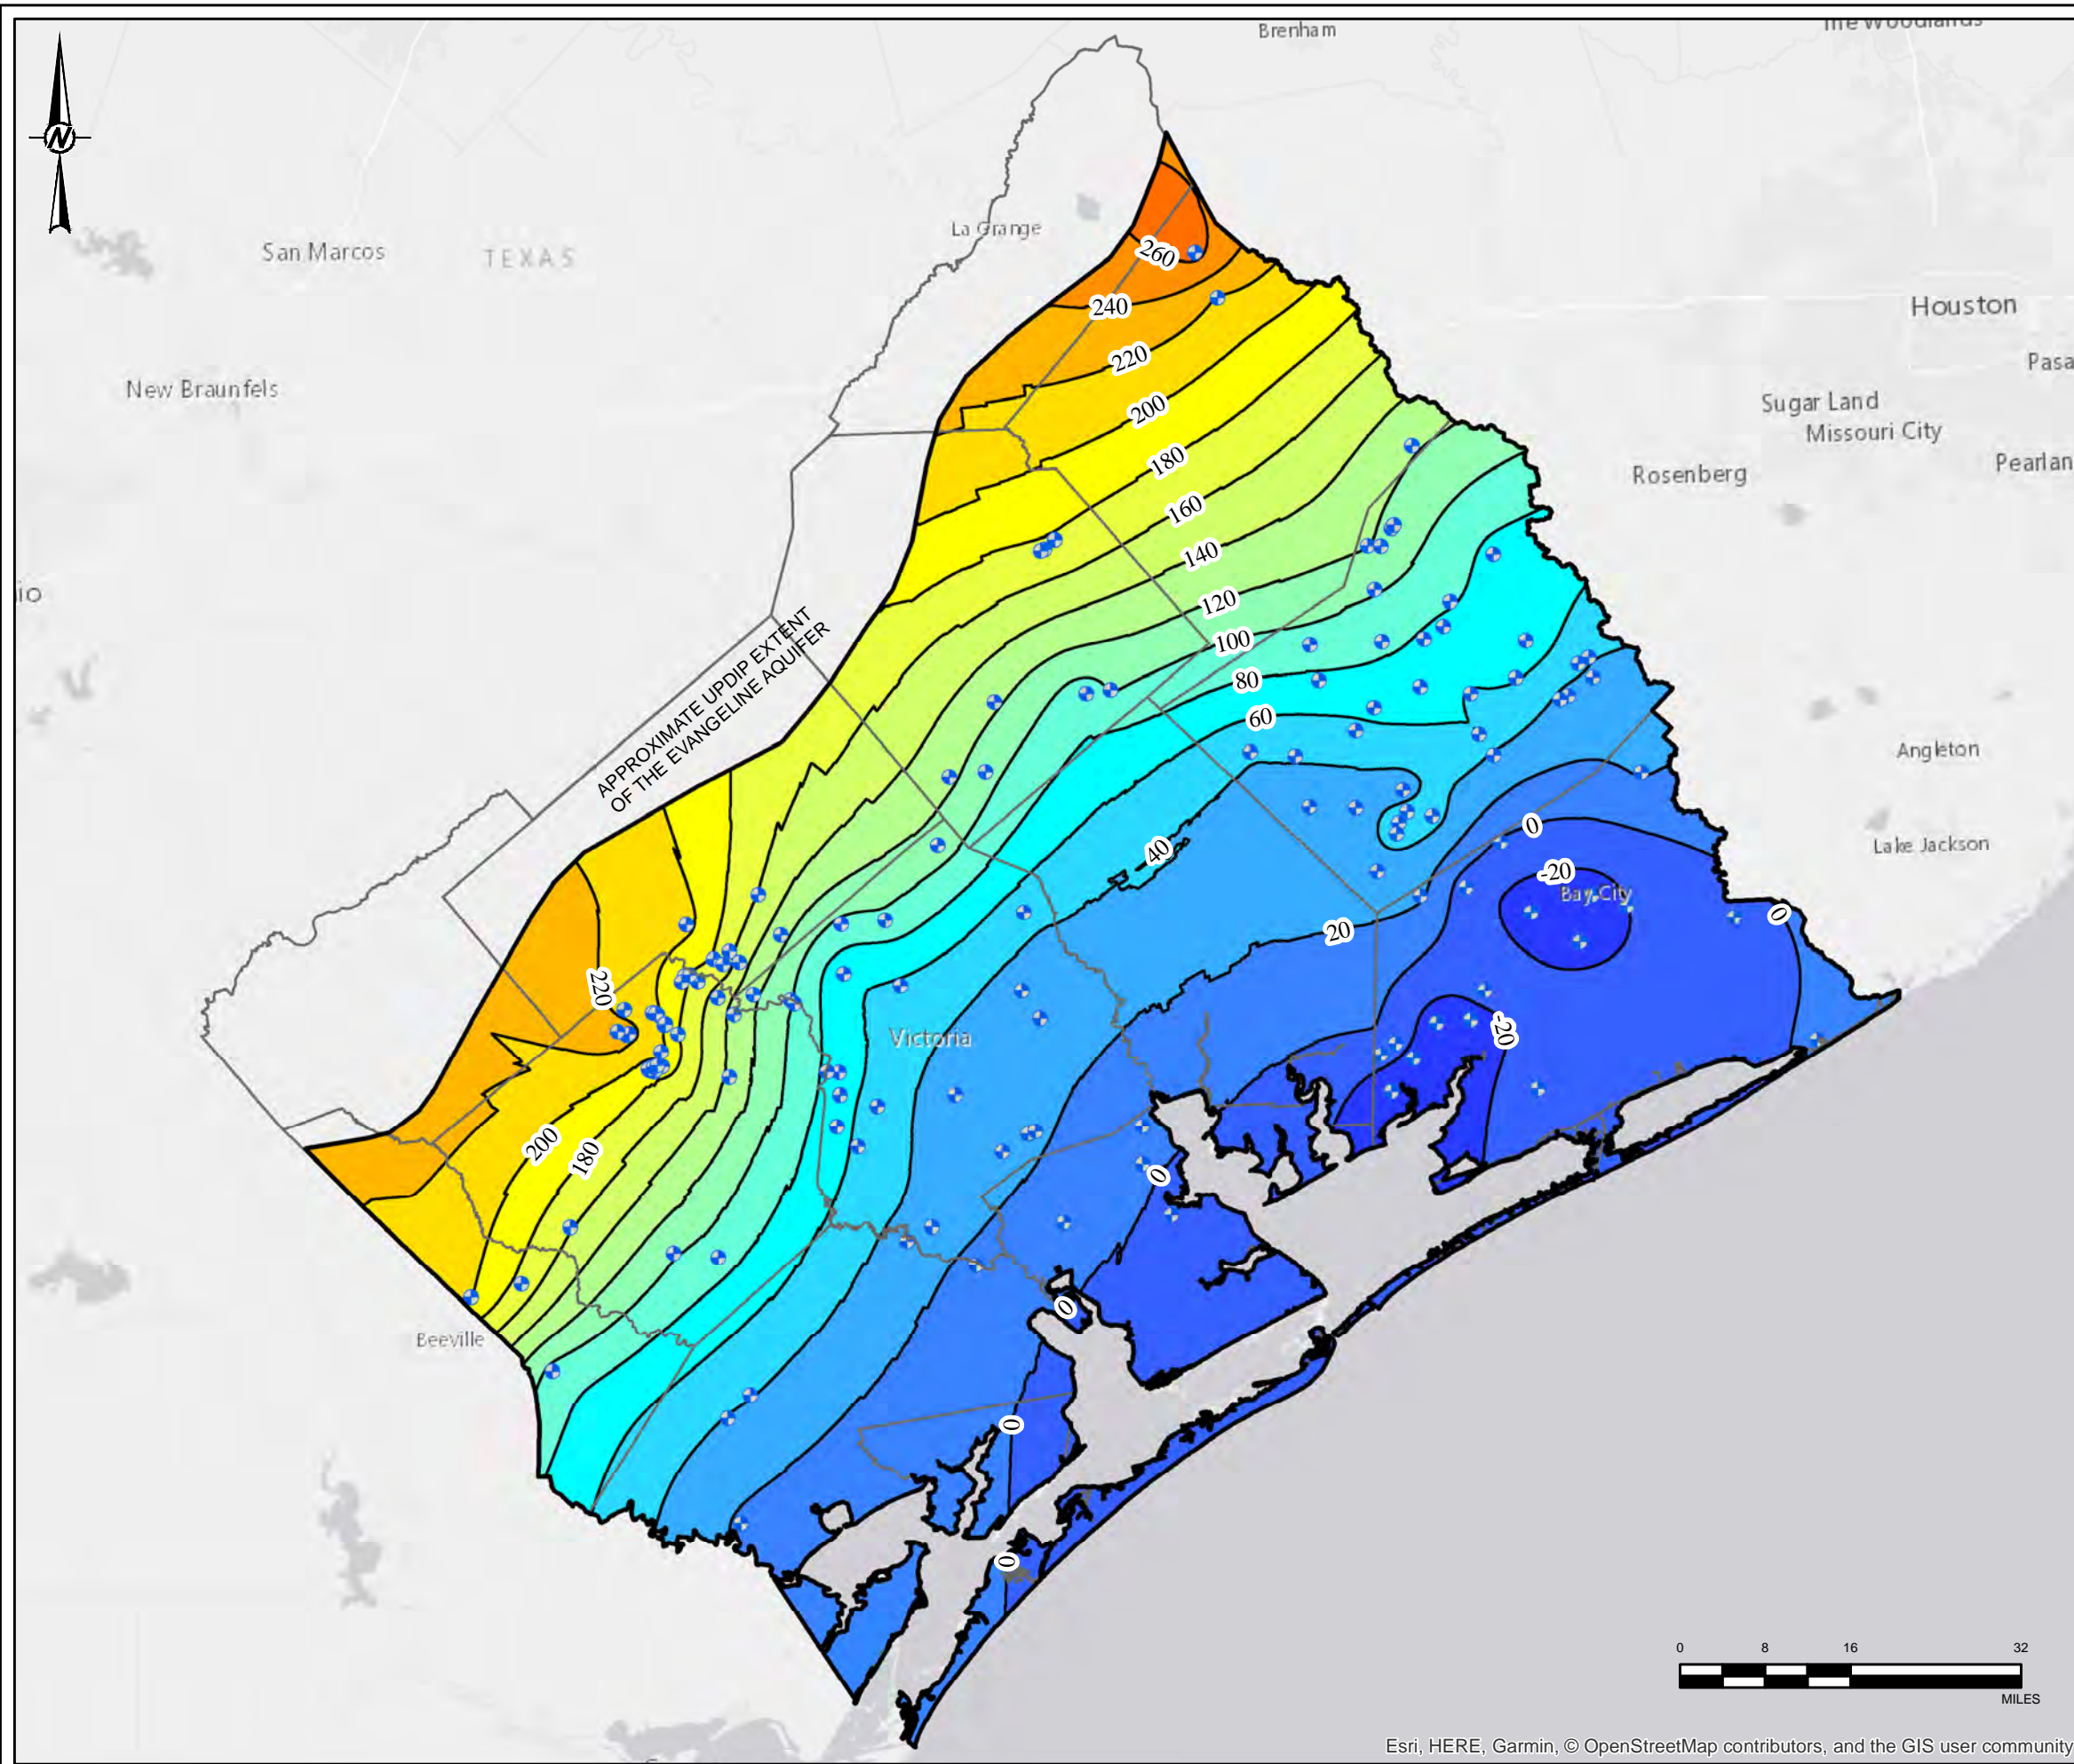 Brenham
The Woodlands
N
La Grange
San Marcos
TEXAS
260
240
Houston
220
Pasa
New Braunfels
200
Sugar Land
Missouri City
180
Pearlan
Rosenberg
160
140
io
120
100
APPROXIMATE UPDIP EXTENT
OF THE EVANGELINE AQUIFER
80
60
Angleton
0
40
Lake Jackson
-20
Bay City
0
20
220
-20
Victoria
200
180
0
0
Beeville
0
0
0 8 16 32
MILES
Esri, HERE, Garmin, © OpenStreetMap contributors, and the GIS user community